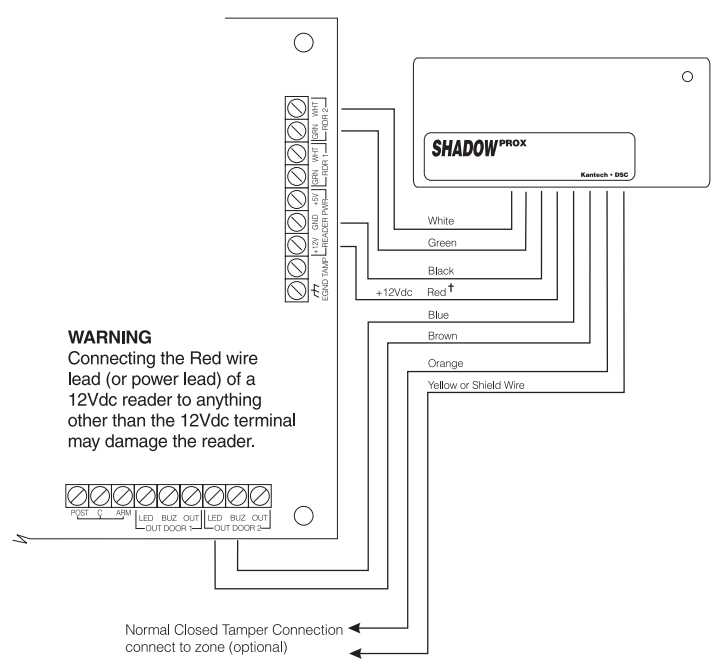 WHT
GRN
RDR 2
WHT
GRN
RDR 1
+5V
GND
+12V
READER PWR
TAMP
EGND
SHADOW PROX
Kantech • DSC
White
Green
Black
+12Vdc Red †
Blue
Brown
Orange
Yellow or Shield Wire
WARNING
Connecting the Red wire
lead (or power lead) of a
12Vdc reader to anything
other than the 12Vdc terminal
may damage the reader.
POST C ARM LED BUZ OUT LED BUZ OUT
OUT DOOR 1 OUT DOOR 2
Normal Closed Tamper Connection
connect to zone (optional)